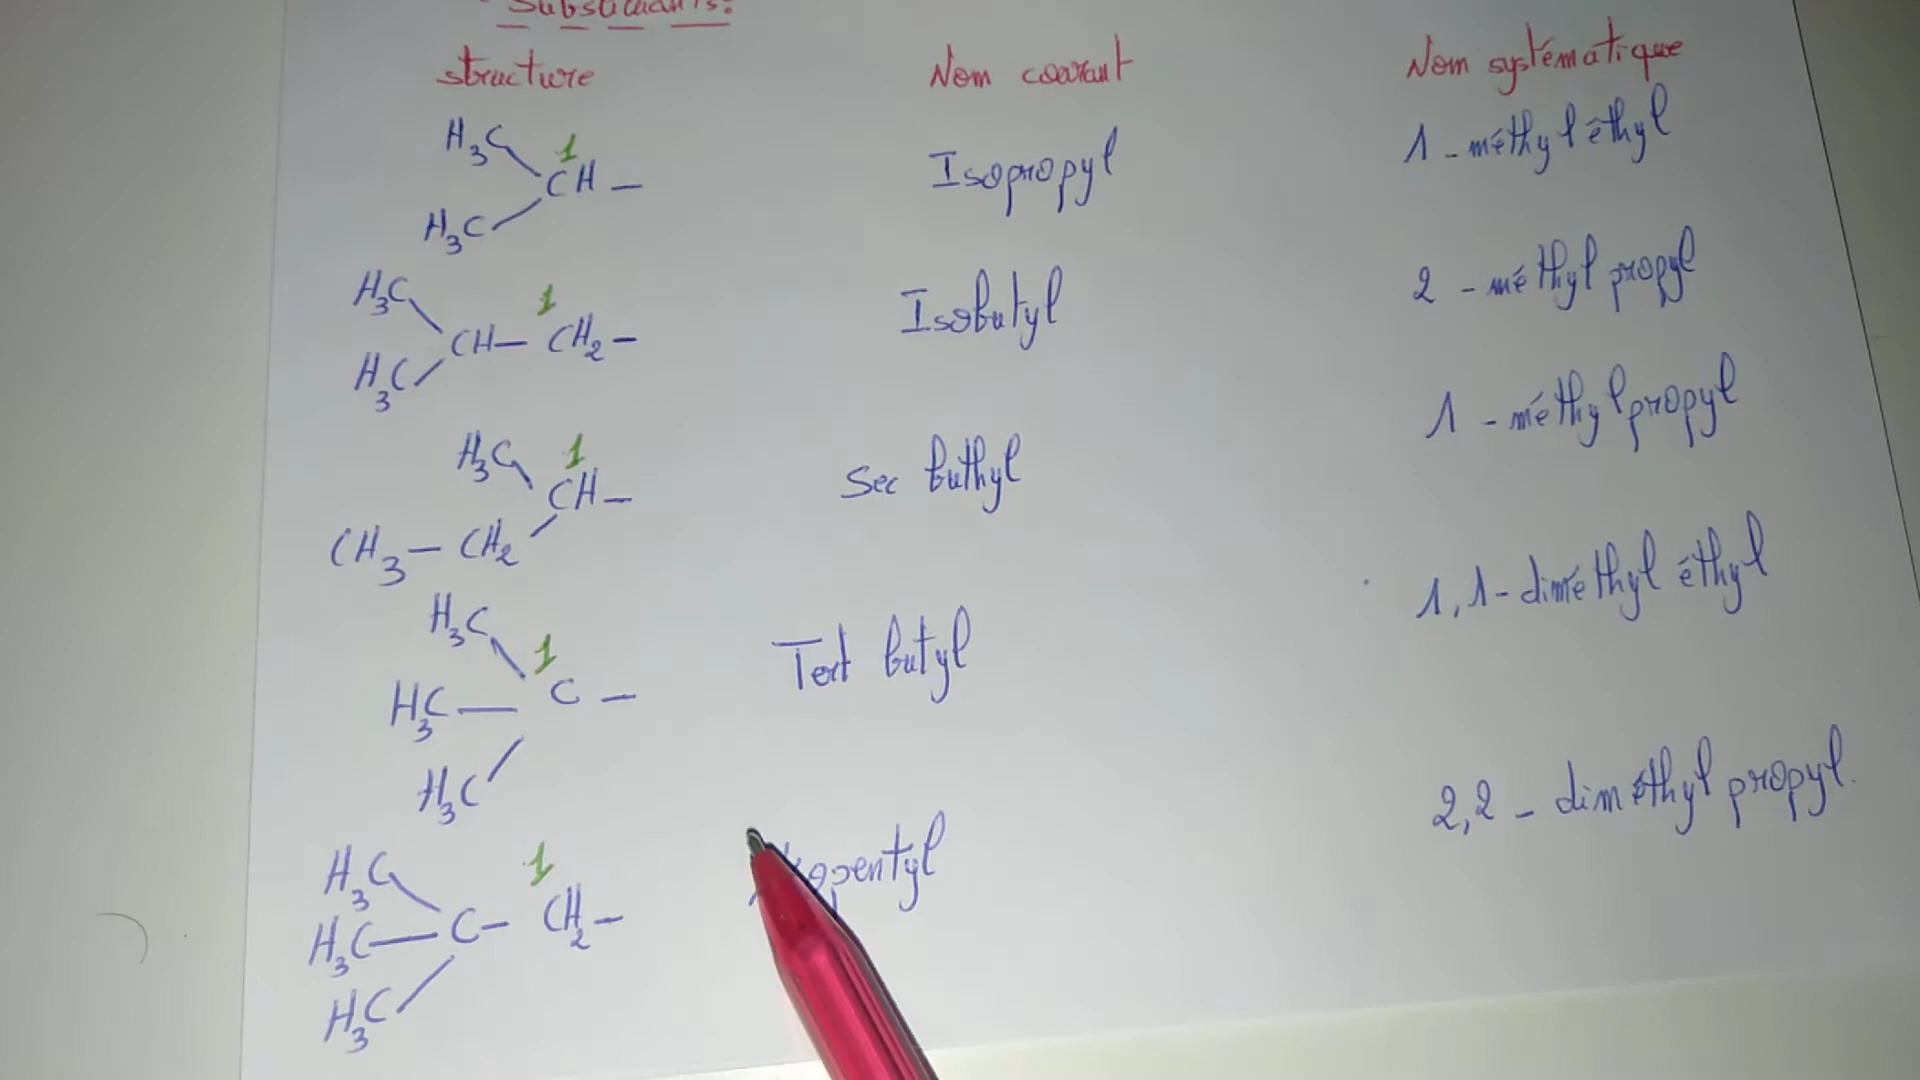 Substituants:
structure Nom courant Nom systématique
H3C 1
CH - Isopropyl 1 - méthyl éthyl
H3C
H3C 1
CH - CH2 - Isobutyl 2 - méthyl propyl
H3C
H3C 1
CH - Sec buthyl 1 - méthyl propyl
CH3 - CH2
H3C 1
H3C - C - Tert butyl 1,1 - diméthyl éthyl
H3C
H3C 1
H3C - C - CH2 - 2,2 - diméthyl propyl.
H3C